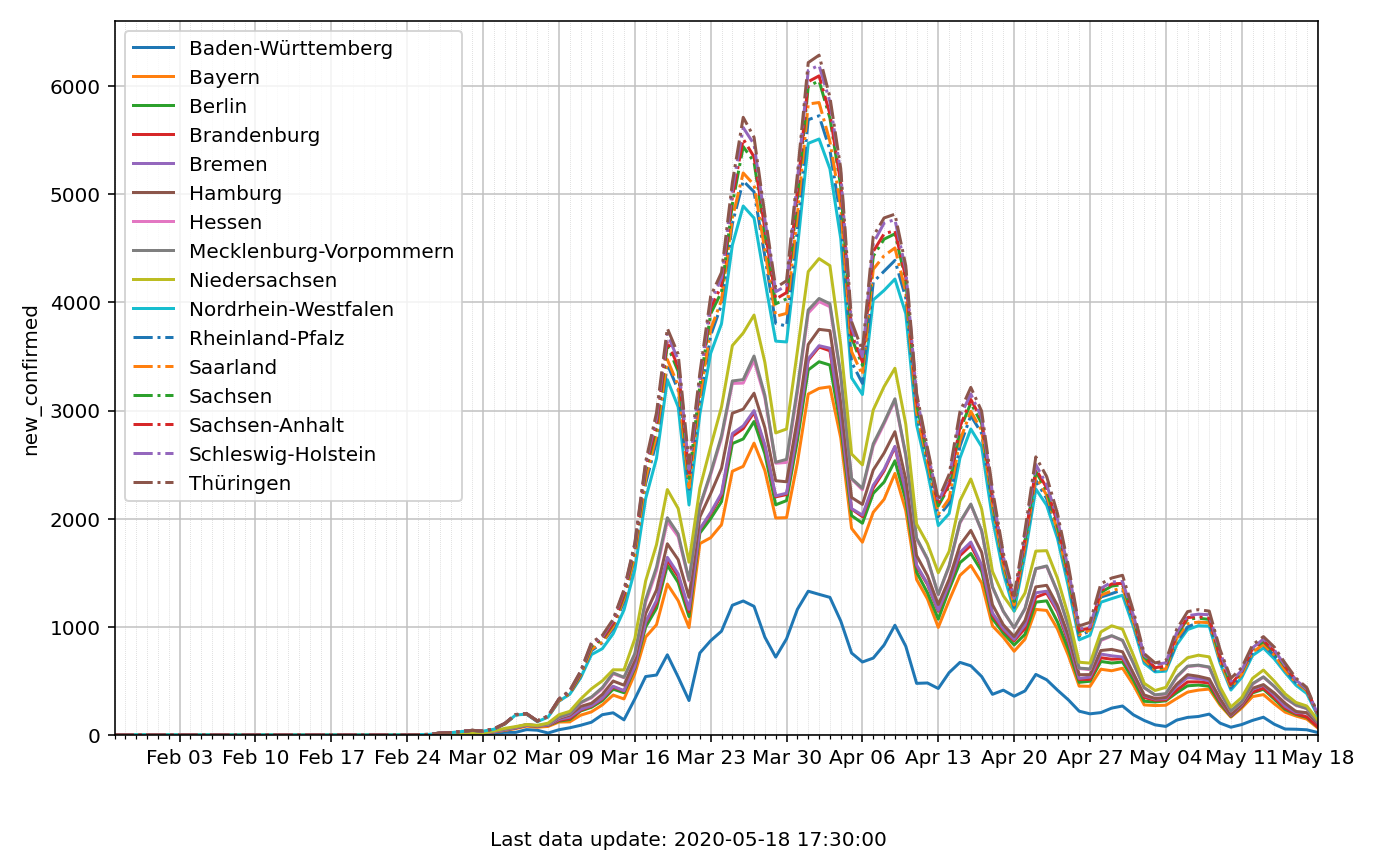 new_confirmed
6000
5000
4000
3000
2000
1000
0
Baden-Württemberg
Bayern
Berlin
Brandenburg
Bremen
Hamburg
Hessen
Mecklenburg-Vorpommern
Niedersachsen
Nordrhein-Westfalen
Rheinland-Pfalz
Saarland
Sachsen
Sachsen-Anhalt
Schleswig-Holstein
Thüringen
Feb 03 Feb 10 Feb 17 Feb 24 Mar 02 Mar 09 Mar 16 Mar 23 Mar 30 Apr 06 Apr 13 Apr 20 Apr 27 May 04 May 11 May 18
Last data update: 2020-05-18 17:30:00